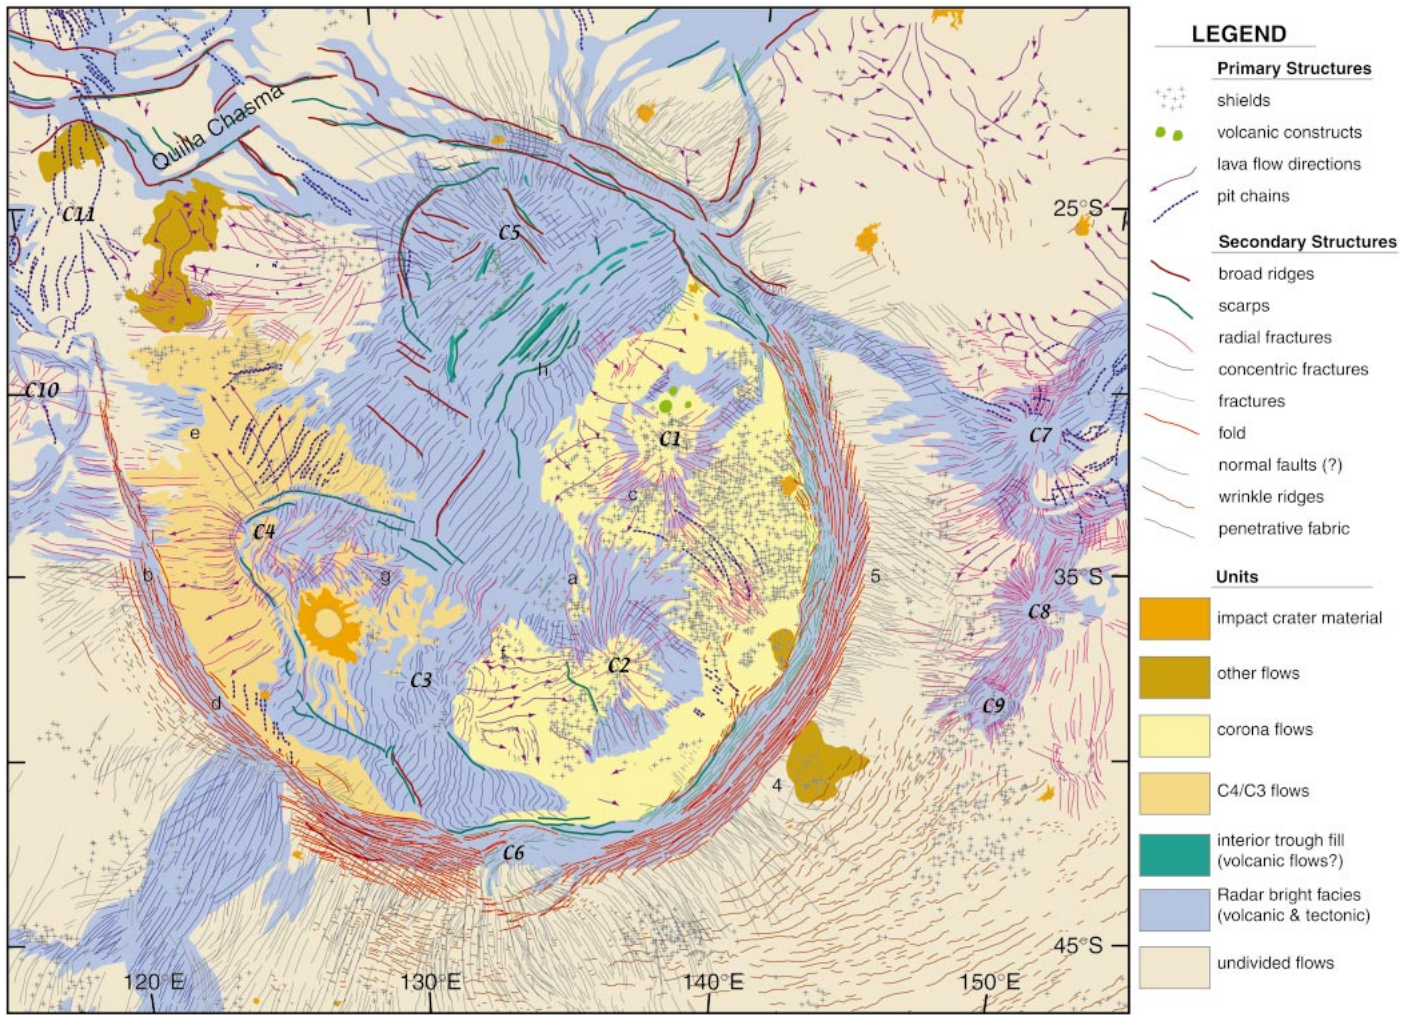 LEGEND
Primary Structures
shields
volcanic constructs
lava flow directions
pit chains
Secondary Structures
broad ridges
scarps
radial fractures
concentric fractures
fractures
fold
normal faults (?)
wrinkle ridges
penetrative fabric
Units
impact crater material
other flows
corona flows
C4/C3 flows
interior trough fill
(volcanic flows?)
Radar bright facies
(volcanic & tectonic)
undivided flows
Quilla Chasma
C11
C5
25°S
h
C10
C7
e
C1
c
C4
b
g
a
5
35°S
C8
f
C2
C3
d
C9
4
C6
45°S
120°E
130°E
140°E
150°E